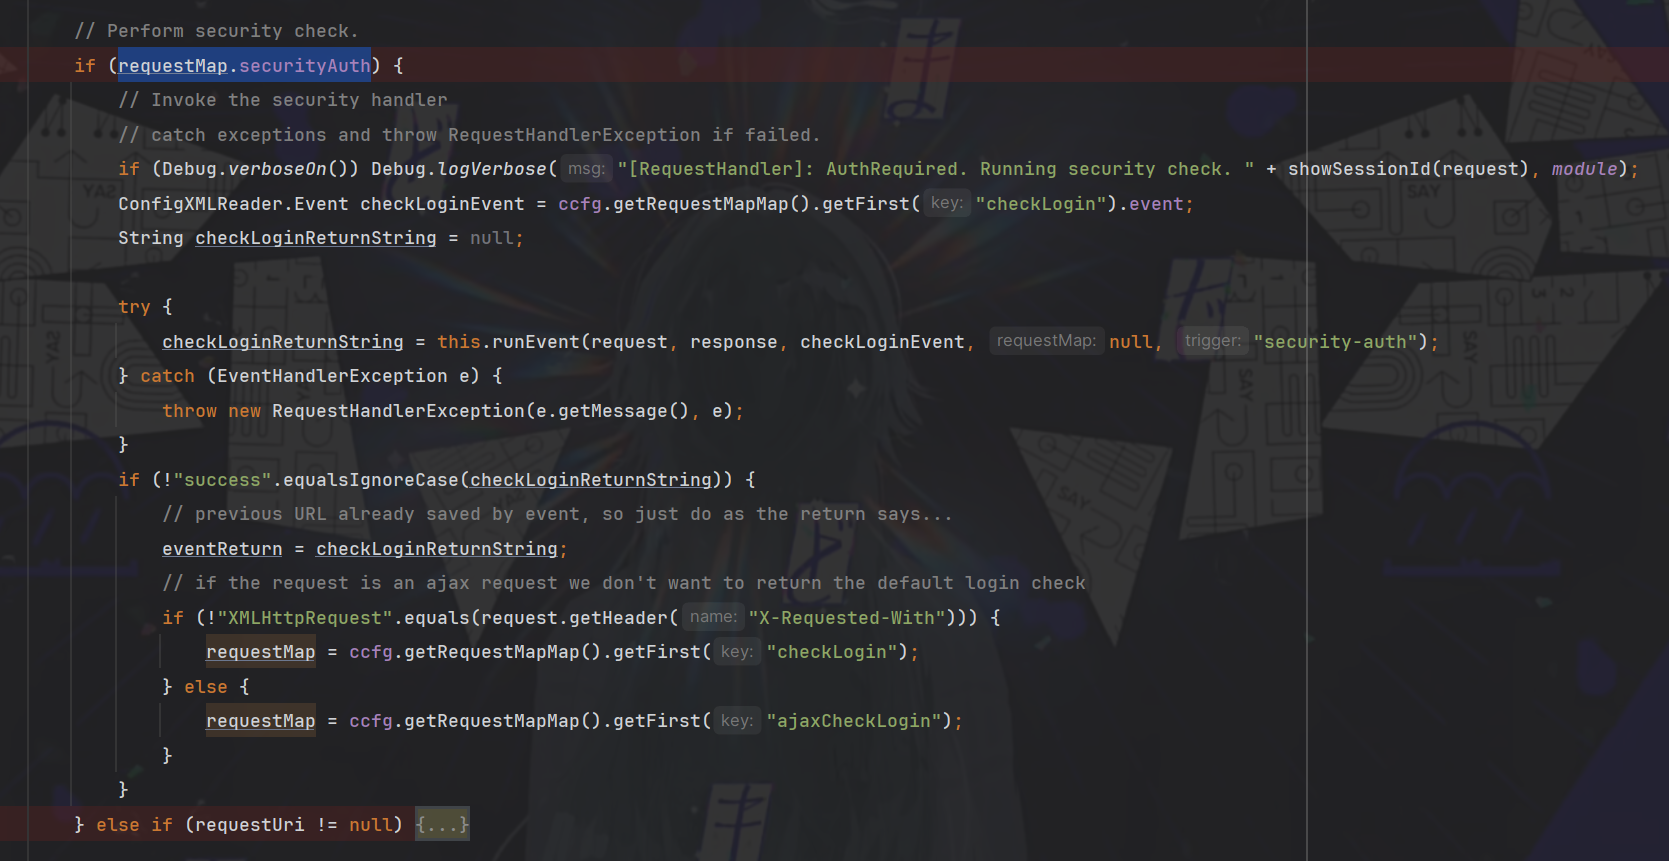 // Perform security check.
if (requestMap.securityAuth) {
// Invoke the security handler
// catch exceptions and throw RequestHandlerException if failed.
if (Debug.verboseOn()) Debug.logVerbose( msg: "[RequestHandler]: AuthRequired. Running security check. " + showSessionId(request), module);
ConfigXMLReader.Event checkLoginEvent = ccfg.getRequestMapMap().getFirst( key: "checkLogin").event;
String checkLoginReturnString = null;
try {
checkLoginReturnString = this.runEvent(request, response, checkLoginEvent, requestMap: null, trigger: "security-auth");
} catch (EventHandlerException e) {
throw new RequestHandlerException(e.getMessage(), e);
}
if (!"success".equalsIgnoreCase(checkLoginReturnString)) {
// previous URL already saved by event, so just do as the return says...
eventReturn = checkLoginReturnString;
// if the request is an ajax request we don't want to return the default login check
if (!"XMLHttpRequest".equals(request.getHeader( name: "X-Requested-With"))) {
requestMap = ccfg.getRequestMapMap().getFirst( key: "checkLogin");
} else {
requestMap = ccfg.getRequestMapMap().getFirst( key: "ajaxCheckLogin");
}
}
} else if (requestUri != null) {...}